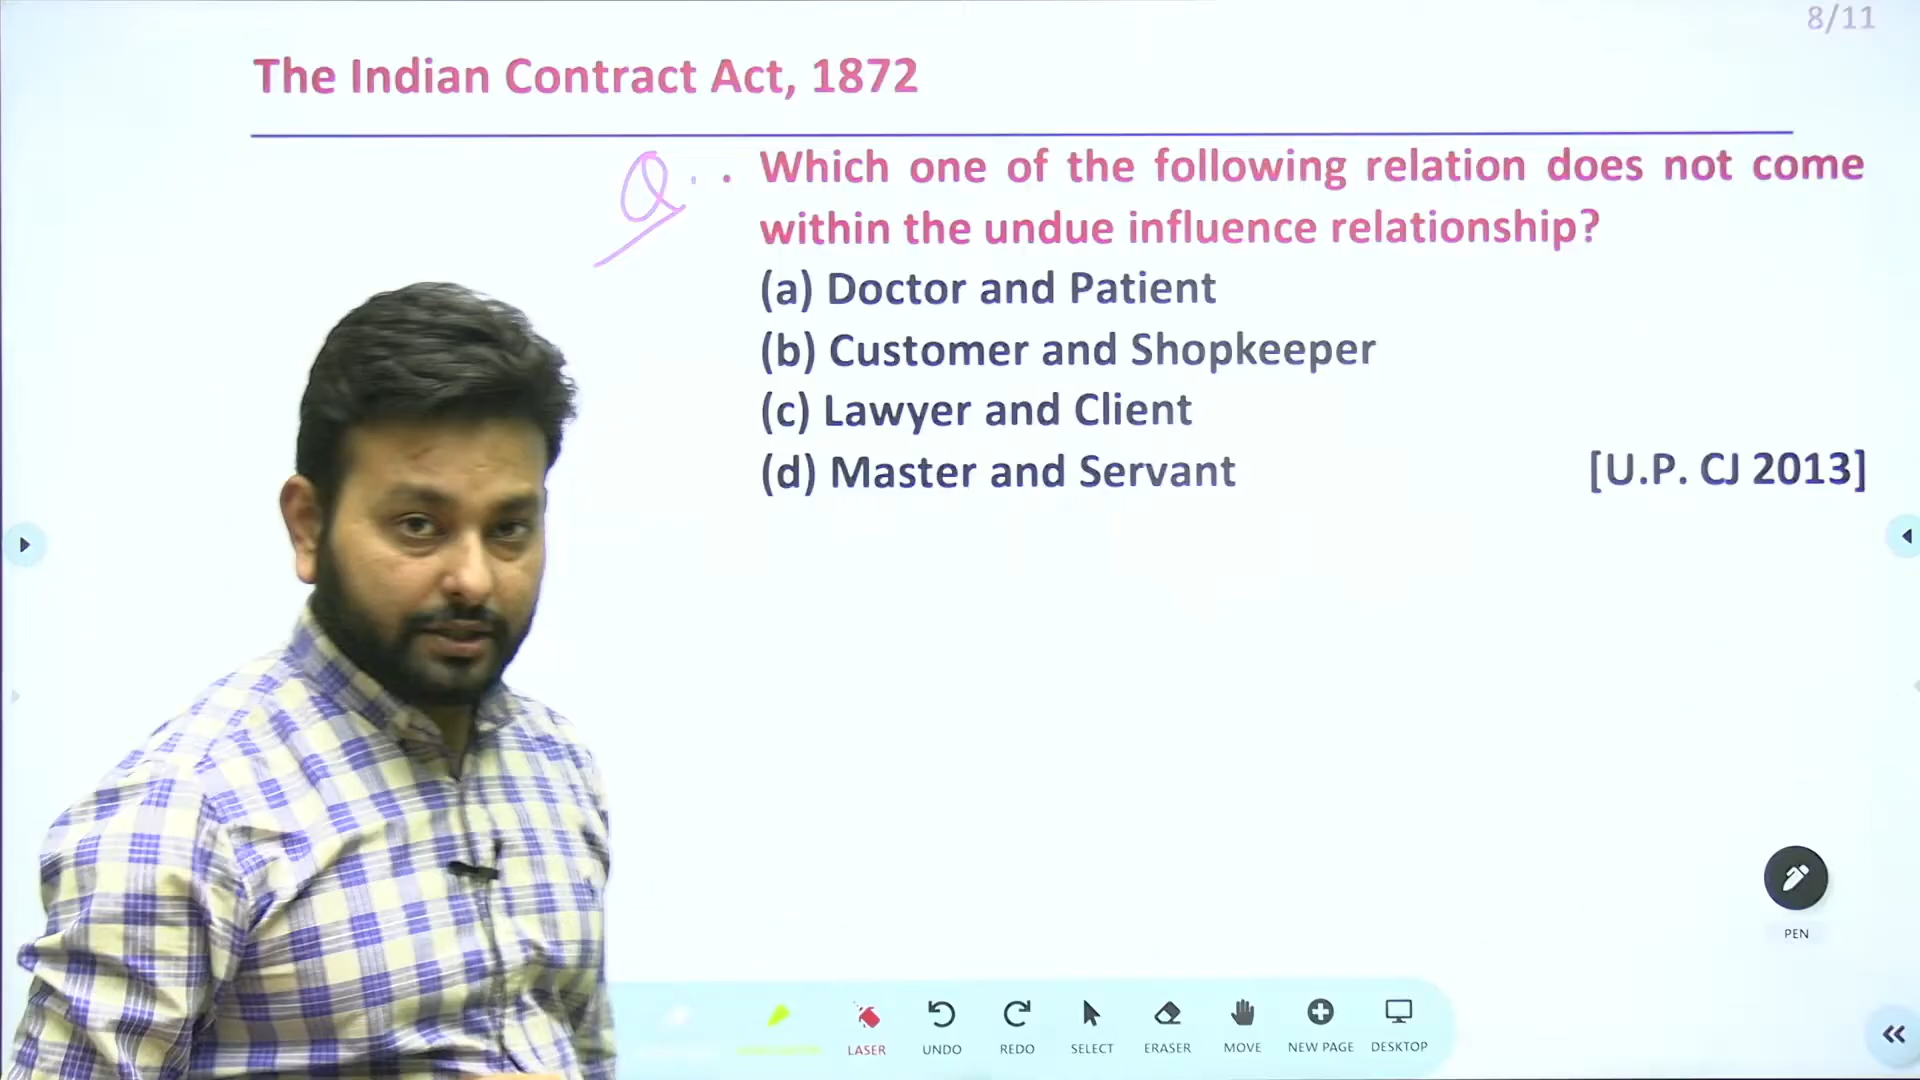 8/11
The Indian Contract Act, 1872
Q. . Which one of the following relation does not come
within the undue influence relationship?
(a) Doctor and Patient
(b) Customer and Shopkeeper
(c) Lawyer and Client
(d) Master and Servant [U.P. CJ 2013]
PEN
LASER UNDO REDO SELECT ERASER MOVE NEW PAGE DESKTOP